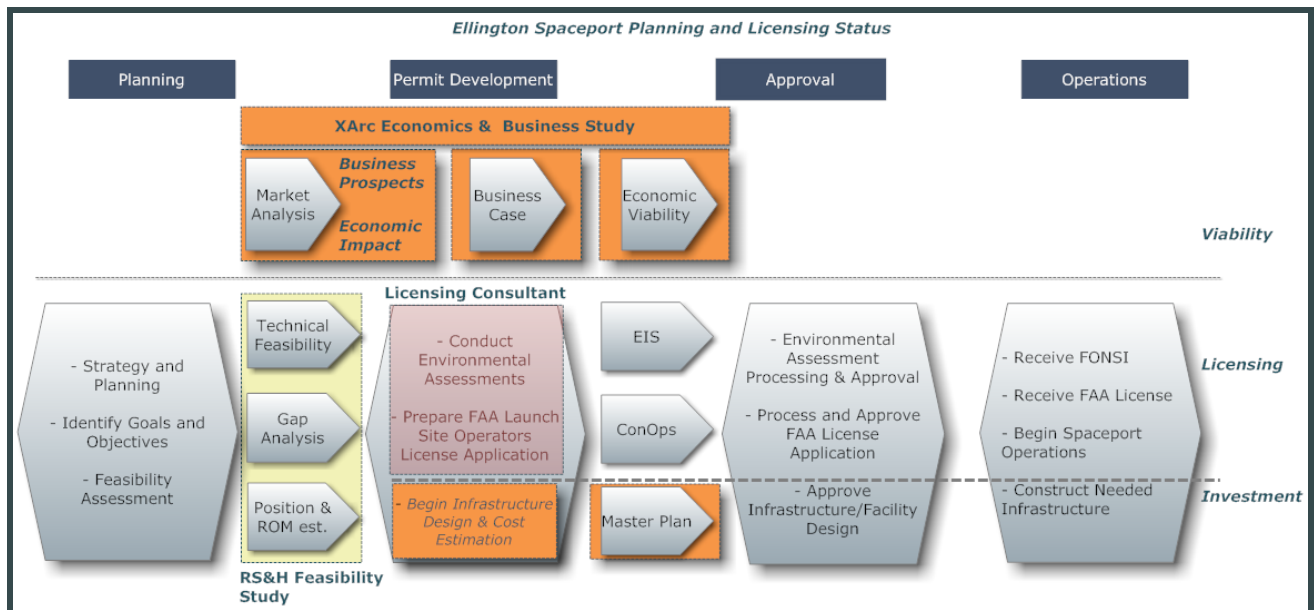 Ellington Spaceport Planning and Licensing Status
Planning
Permit Development
Approval
Operations
XArc Economics & Business Study
Market
Analysis
Business
Prospects
Economic
Impact
Business
Case
Economic
Viability
Viability
Licensing Consultant
- Strategy and
Planning
- Identify Goals and
Objectives
- Feasibility
Assessment
Technical
Feasibility
Gap
Analysis
Position &
ROM est.
RS&H Feasibility
Study
- Conduct
Environmental
Assessments
- Prepare FAA Launch
Site Operators
License Application
- Begin Infrastructure
Design & Cost
Estimation
EIS
ConOps
Master Plan
- Environmental
Assessment
Processing & Approval
- Process and Approve
FAA License
Application
- Approve
Infrastructure/Facility
Design
- Receive FONSI
- Receive FAA License
- Begin Spaceport
Operations
- Construct Needed
Infrastructure
Licensing
Investment